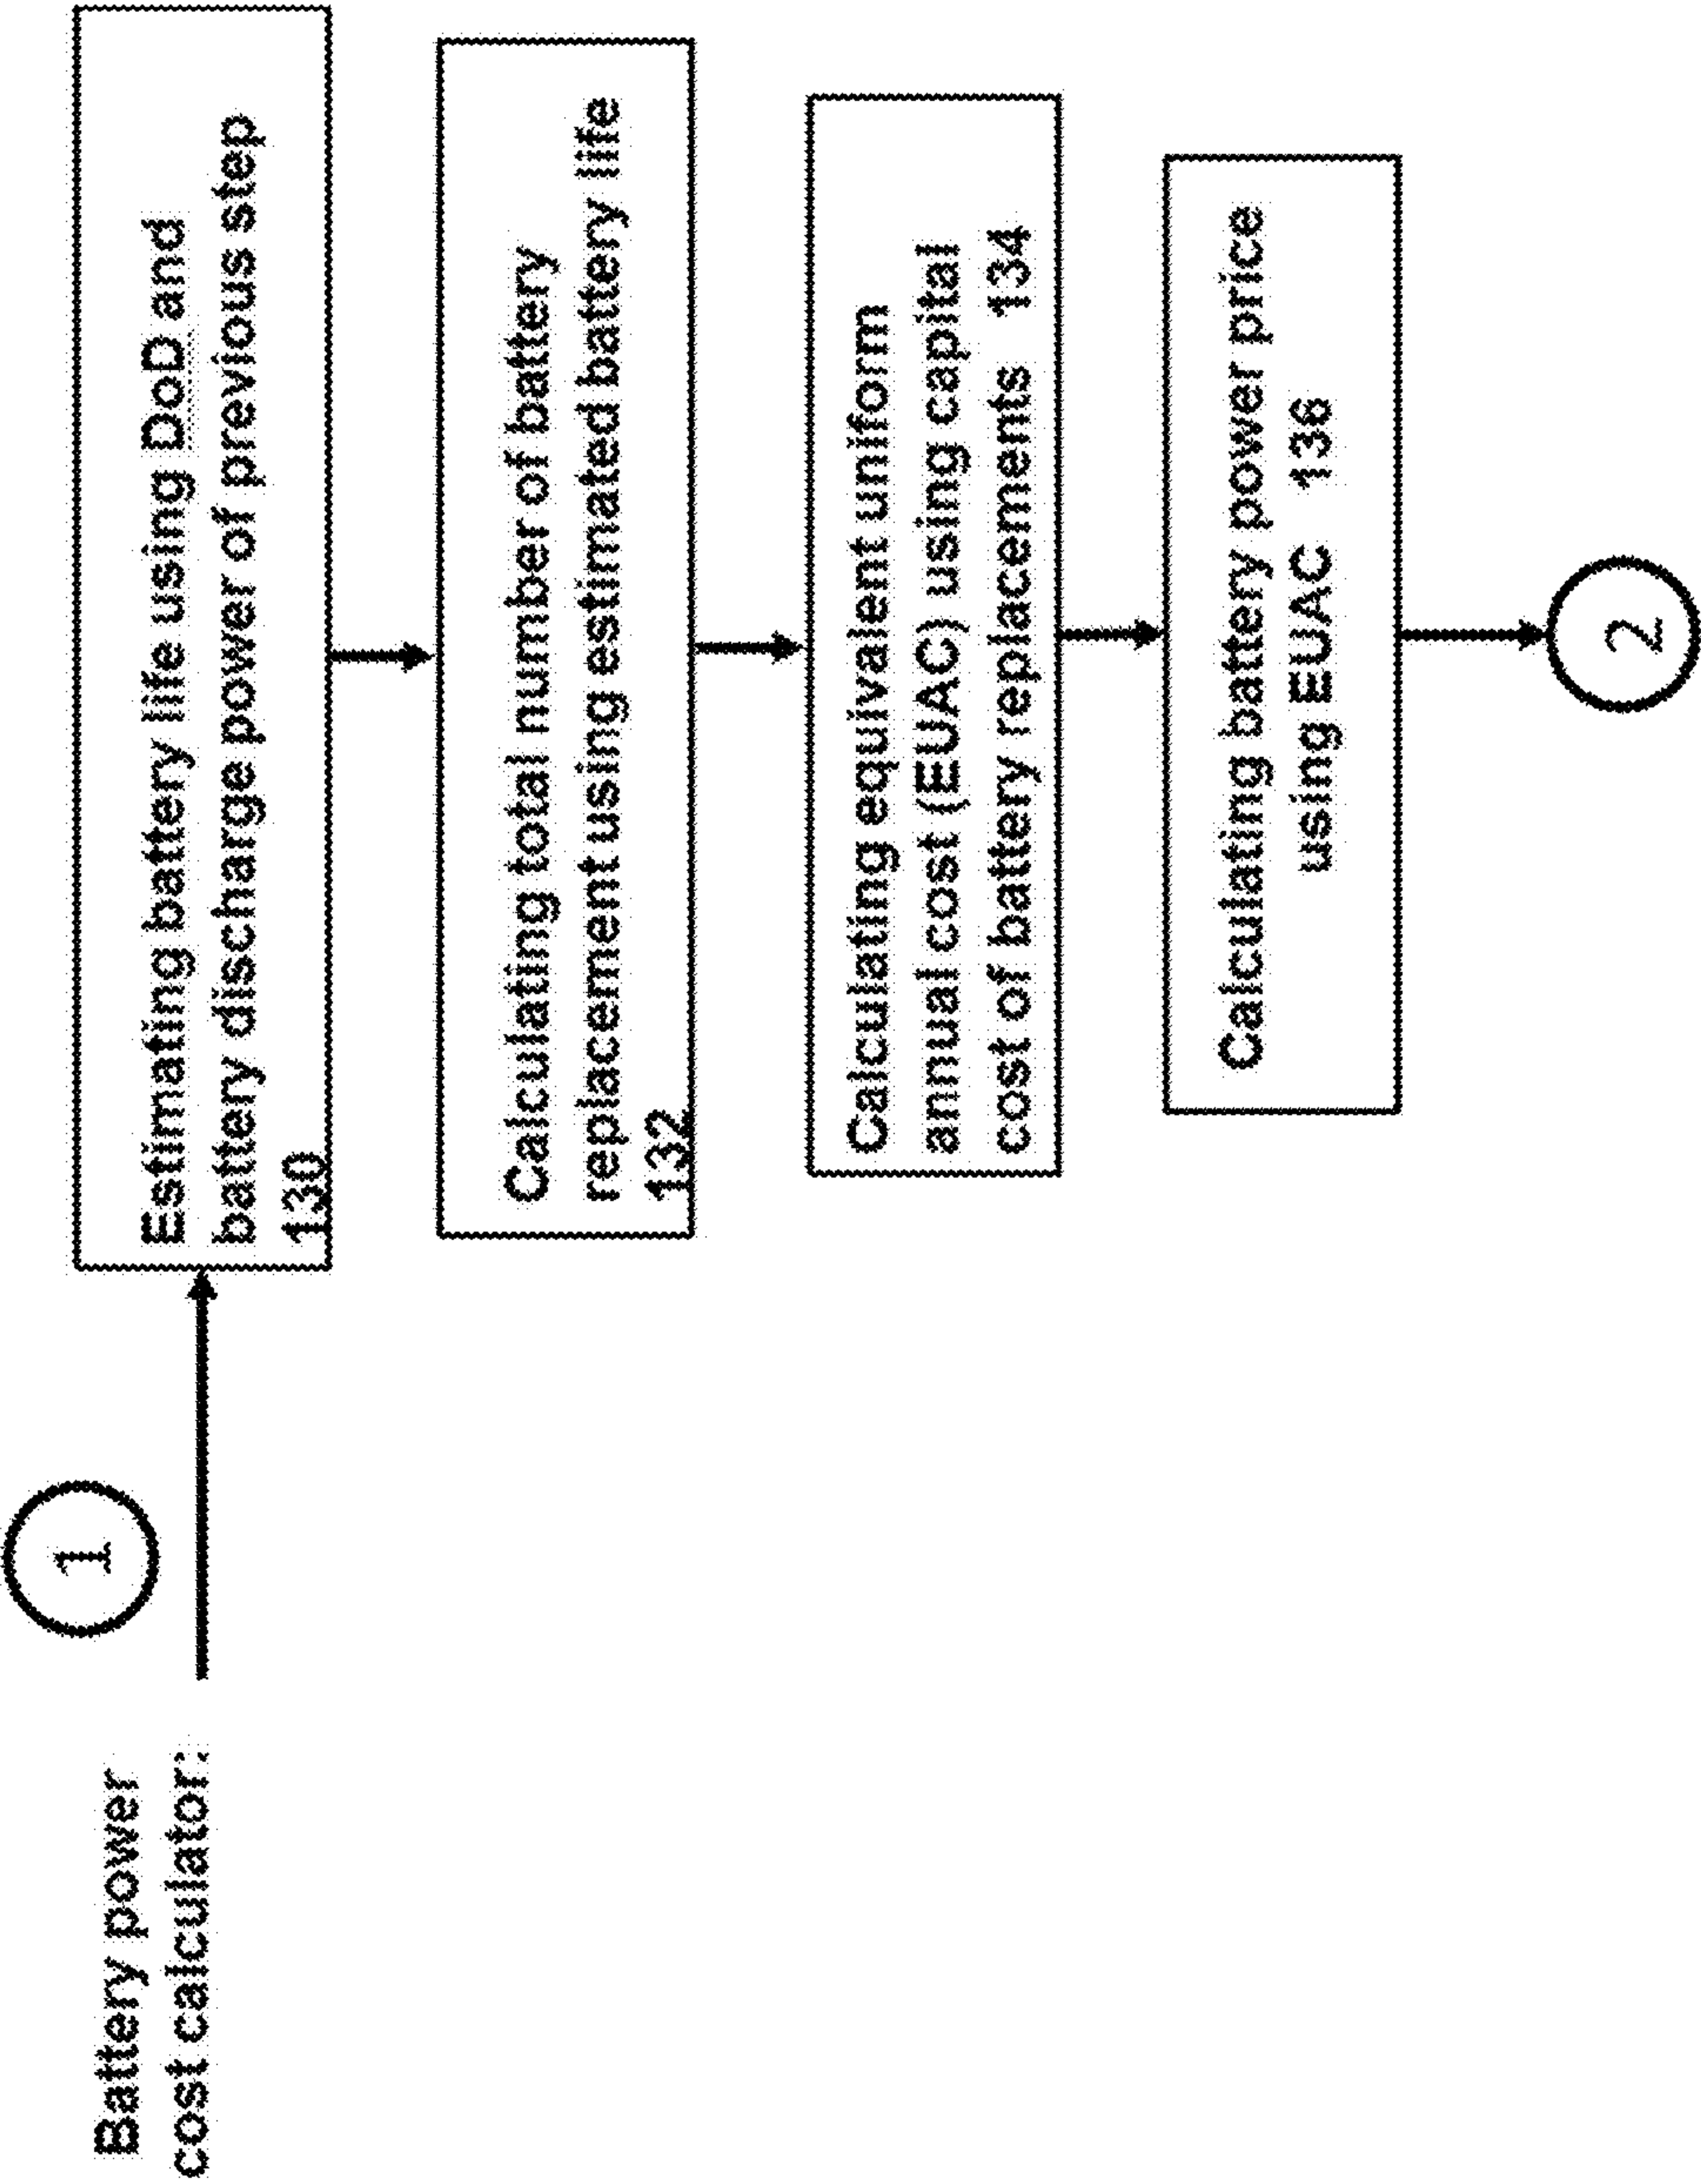 Battery power
cost calculator:
1
Estimating battery life using DoD and
battery discharge power of previous step
130
Calculating total number of battery
replacement using estimated battery life
132
Calculating equivalent uniform
annual cost (EUAC) using capital
cost of battery replacements 134
Calculating battery power price
using EUAC 136
2